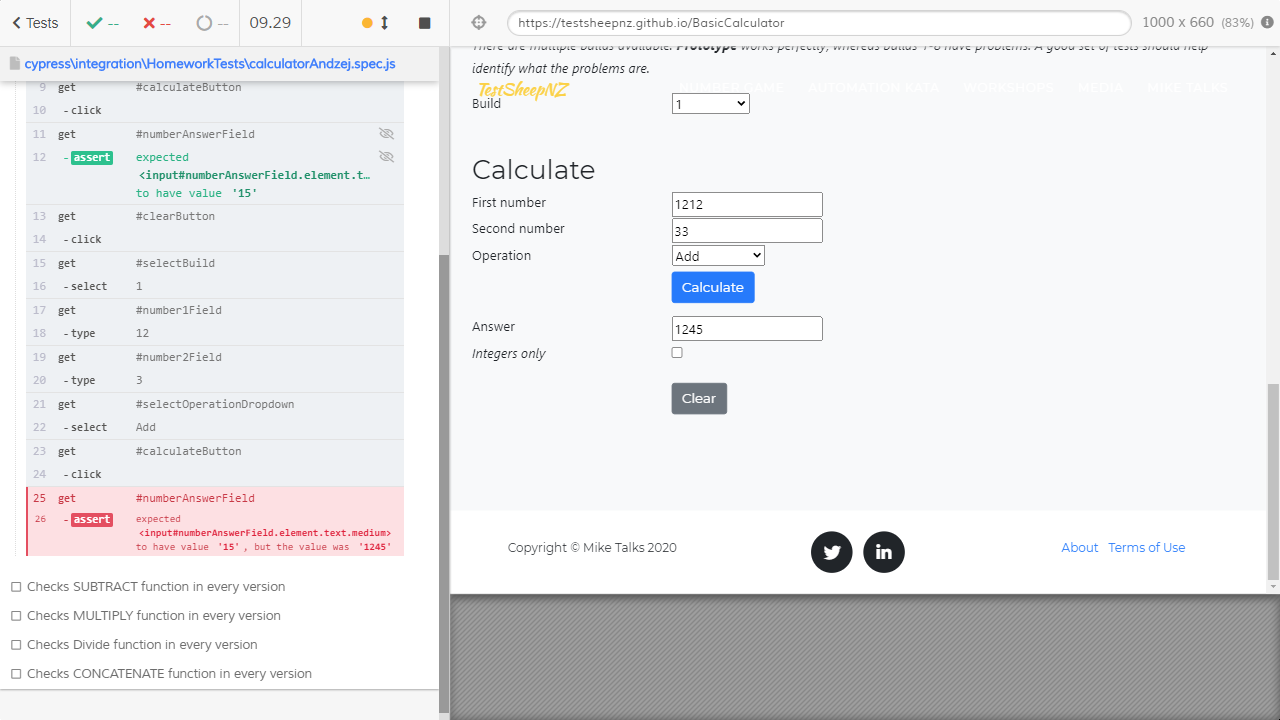 Tests
--
--
--
09.29
https://testsheepnz.github.io/BasicCalculator
1000 x 660 (83%)
cypress\integration\HomeworkTests\calculatorAndzej.spec.js
9 get #calculateButton
10 -click
11 get #numberAnswerField
12 -assert expected
<input#numberAnswerField.element.t…
to have value '15'
13 get #clearButton
14 -click
15 get #selectBuild
16 -select 1
17 get #number1Field
18 -type 12
19 get #number2Field
20 -type 3
21 get #selectOperationDropdown
22 -select Add
23 get #calculateButton
24 -click
25 get #numberAnswerField
26 -assert expected
<input#numberAnswerField.element.text.medium>
to have value '15', but the value was '1245'
Checks SUBTRACT function in every version
Checks MULTIPLY function in every version
Checks Divide function in every version
Checks CONCATENATE function in every version
There are multiple builds available. Prototype works perfectly, whereas builds 1-8 have problems. A good set of tests should help
identify what the problems are.
TestSheepNZ
NUMBER GAME AUTOMATION KATA WORKSHOPS MEDIA MIKE TALKS
Build 1
Calculate
First number 1212
Second number 33
Operation Add
Calculate
Answer 1245
Integers only
Clear
Copyright © Mike Talks 2020
About Terms of Use